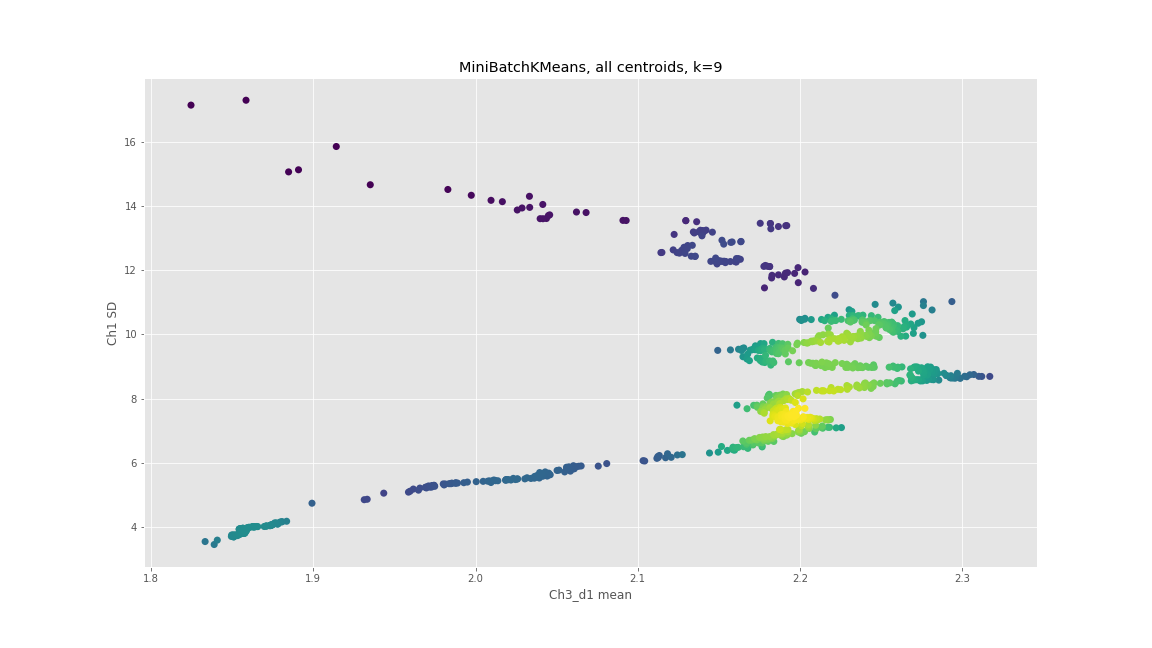 MiniBatchKMeans, all centroids, k=9
16
14
12
10
8
6
4
Ch1 SD
1.8 1.9 2.0 2.1 2.2 2.3
Ch3_d1 mean